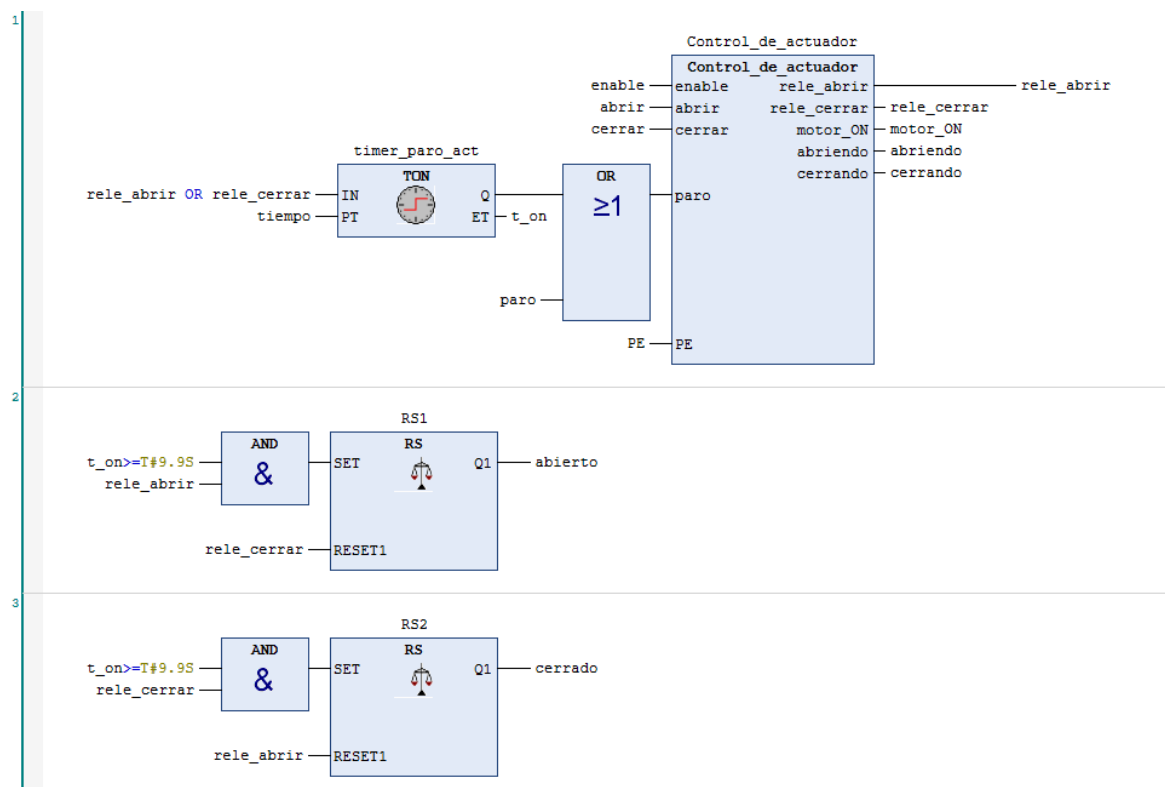 1
Control_de_actuador
Control_de_actuador
enable enable rele_abrir rele_abrir
abrir abrir rele_cerrar rele_cerrar
cerrar cerrar motor_ON motor_ON
abriendo abriendo
cerrando cerrando
timer_paro_act
TON
rele_abrir OR rele_cerrar IN Q
tiempo PT ET t_on
OR
≥1
paro
paro
PE PE
2
RS1
AND
&
RS
t_on>=T#9.9S SET Q1 abierto
rele_abrir
rele_cerrar RESET1
3
RS2
AND
&
RS
t_on>=T#9.9S SET Q1 cerrado
rele_cerrar
rele_abrir RESET1